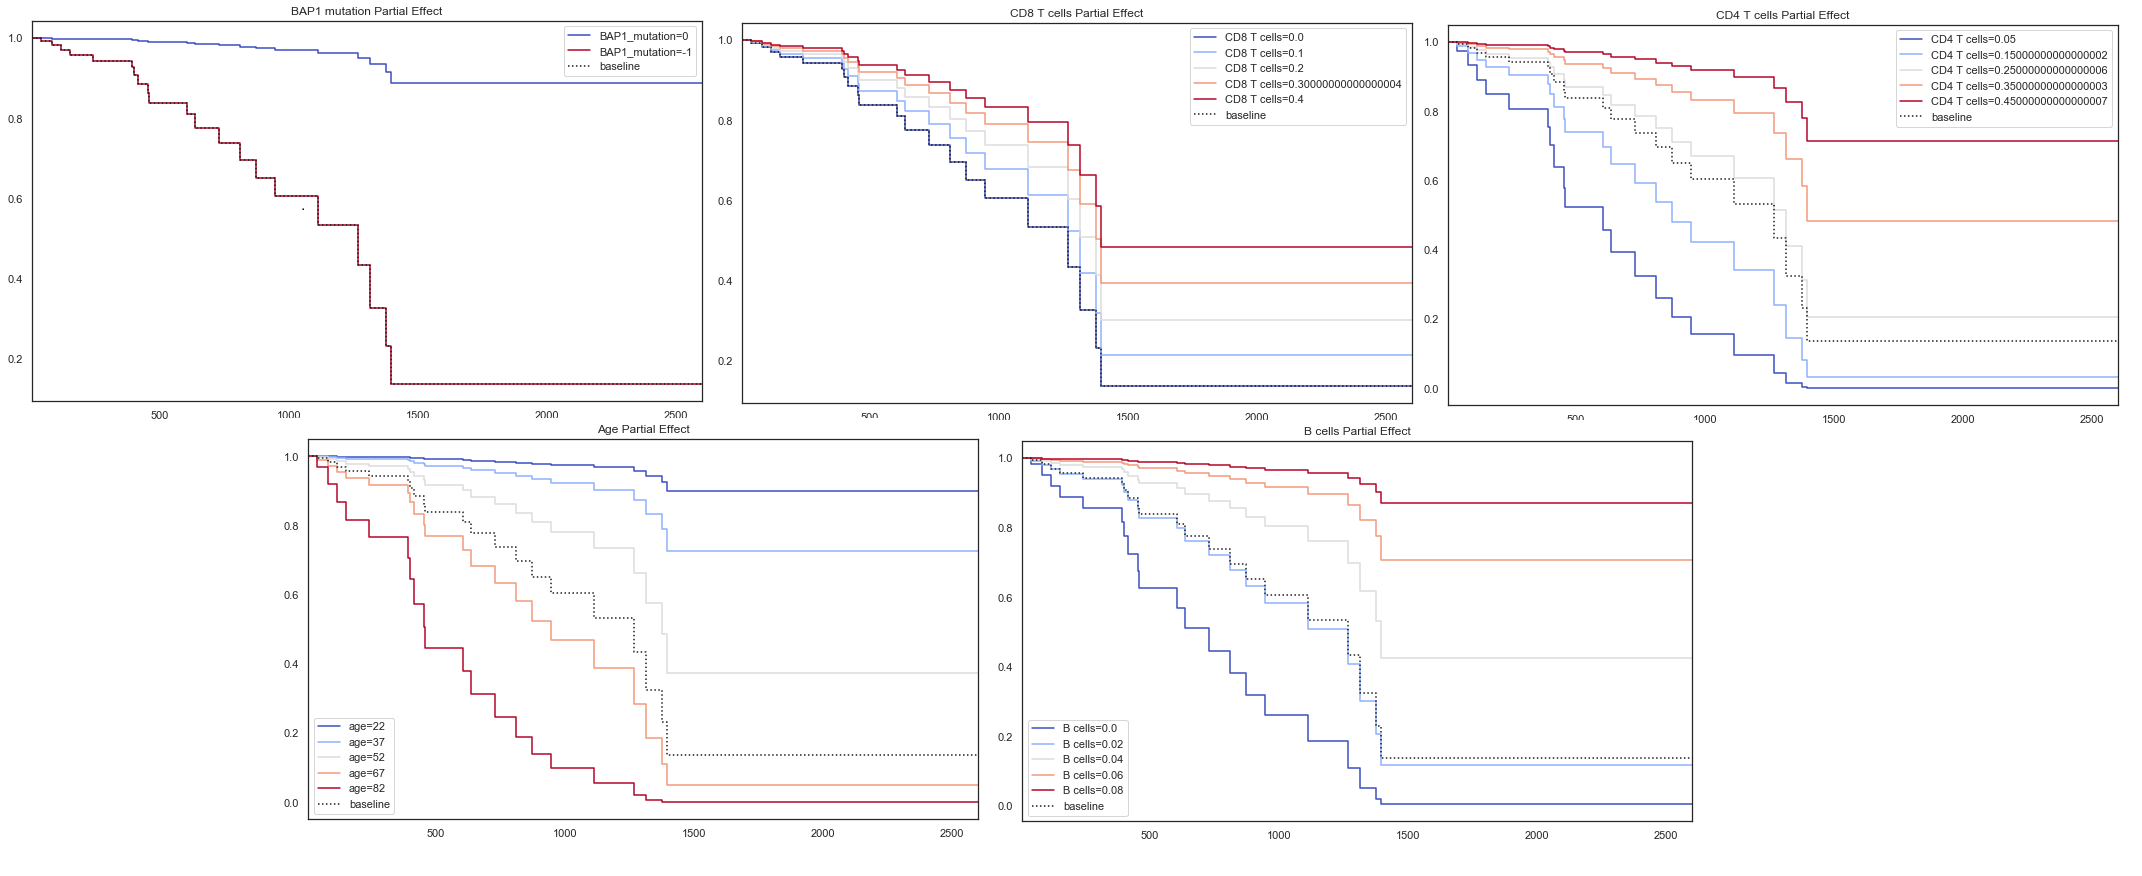 BAP1 mutation Partial Effect
1.0
0.8
0.6
0.4
0.2
500
1000
1500
2000
2500
BAP1_mutation=0
BAP1_mutation=-1
baseline
CD8 T cells Partial Effect
1.0
0.8
0.6
0.4
0.2
500
1000
1500
2000
2500
CD8 T cells=0.0
CD8 T cells=0.1
CD8 T cells=0.2
CD8 T cells=0.30000000000000004
CD8 T cells=0.4
baseline
CD4 T cells Partial Effect
1.0
0.8
0.6
0.4
0.2
0.0
500
1000
1500
2000
2500
CD4 T cells=0.05
CD4 T cells=0.15000000000000002
CD4 T cells=0.25000000000000006
CD4 T cells=0.35000000000000003
CD4 T cells=0.45000000000000007
baseline
Age Partial Effect
1.0
0.8
0.6
0.4
0.2
0.0
500
1000
1500
2000
2500
age=22
age=37
age=52
age=67
age=82
baseline
B cells Partial Effect
1.0
0.8
0.6
0.4
0.2
0.0
500
1000
1500
2000
2500
B cells=0.0
B cells=0.02
B cells=0.04
B cells=0.06
B cells=0.08
baseline